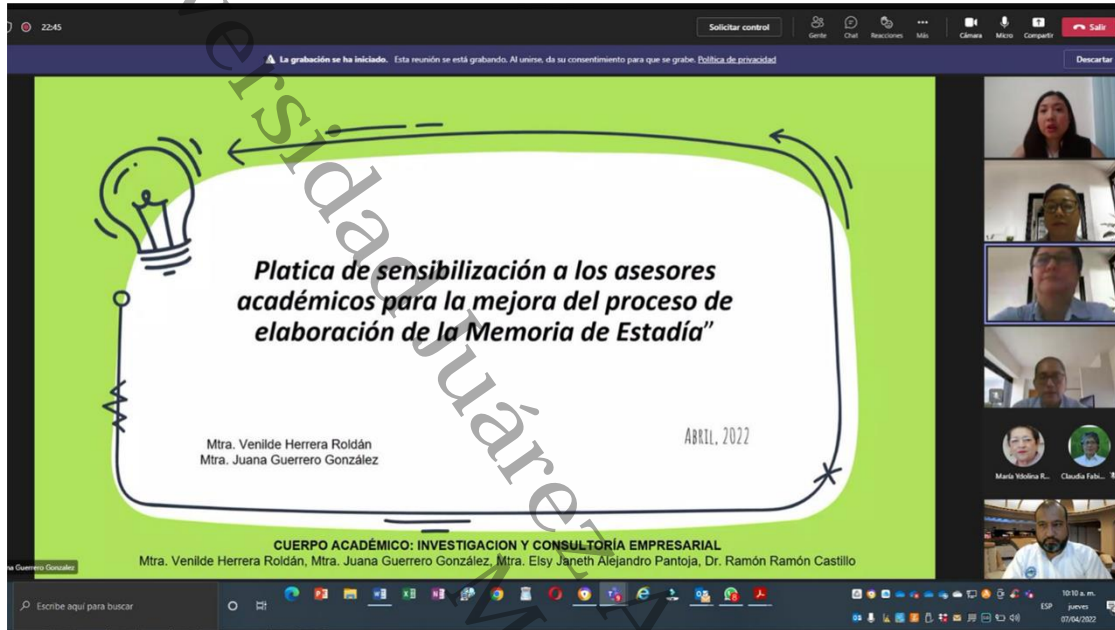 22:45
Solicitar control
Gente
Chat
Reacciones
Más
Cámara
Micro
Compartir
Salir
La grabación se ha iniciado. Esta reunión se está grabando. Al unirse, da su consentimiento para que se grabe. Política de privacidad
Descartar
Platica de sensibilización a los asesores
académicos para la mejora del proceso de
elaboración de la Memoria de Estadía”
Mtra. Venilde Herrera Roldán
Mtra. Juana Guerrero González
ABRIL, 2022
CUERPO ACADÉMICO: INVESTIGACION Y CONSULTORÍA EMPRESARIAL
Mtra. Venilde Herrera Roldán, Mtra. Juana Guerrero González, Mtra. Elsy Janeth Alejandro Pantoja, Dr. Ramón Ramón Castillo
na Guerrero Gonzalez
María Ydolina R...
Claudia Fabi...
Escribe aquí para buscar
ESP
10:10 a. m.
jueves
07/04/2022
versidad Juárez